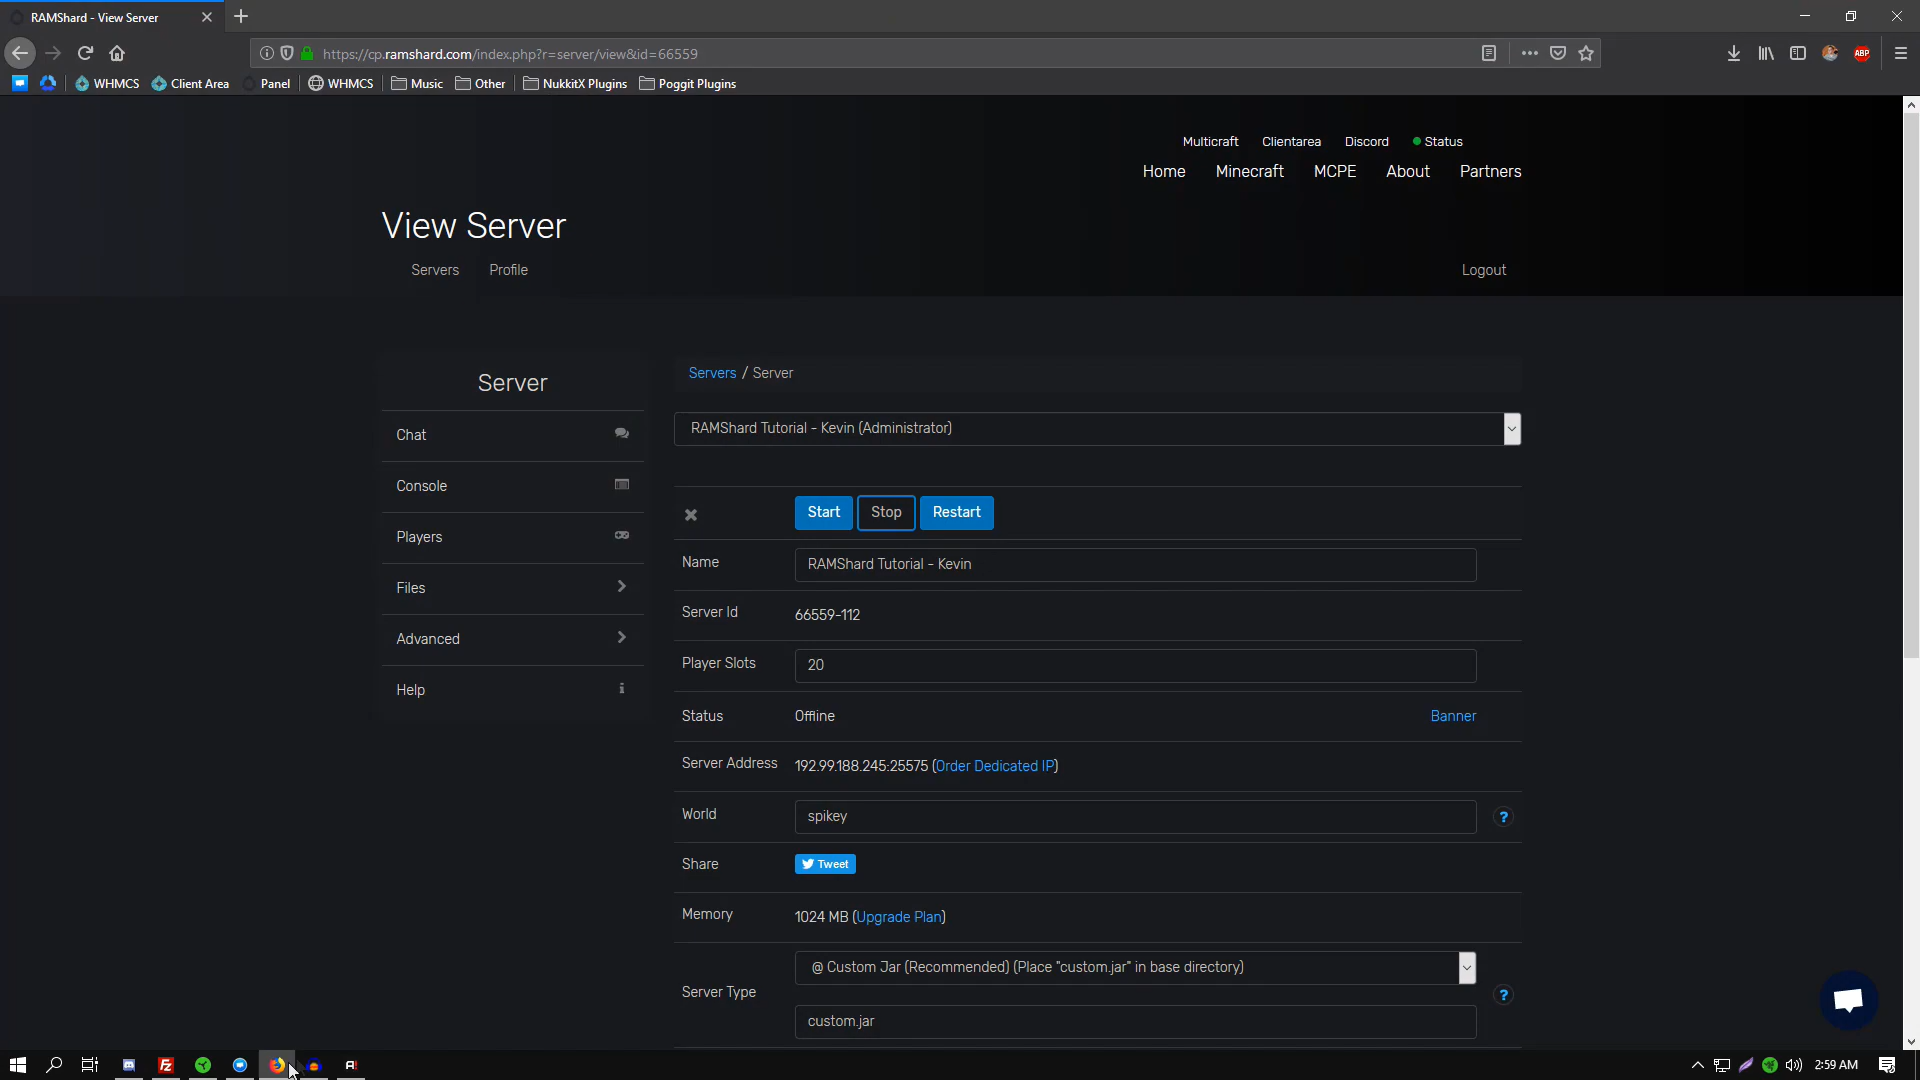 RAMShard - View Server
https://cp.ramshard.com/index.php?r=server/view&id=66559
WHMCS
Client Area
Panel
WHMCS
Music
Other
NukkitX Plugins
Poggit Plugins
ABP
Multicraft
Clientarea
Discord
Status
Home
Minecraft
MCPE
About
Partners
View Server
Servers
Profile
Logout
Server
Chat
Console
Players
Files
Advanced
Help
Servers / Server
RAMShard Tutorial - Kevin (Administrator)
Start
Stop
Restart
Name
RAMShard Tutorial - Kevin
Server Id
66559-112
Player Slots
20
Status
Offline
Banner
Server Address
192.99.188.245:25575 (Order Dedicated IP)
World
spikey
?
Share
Tweet
Memory
1024 MB (Upgrade Plan)
Server Type
@ Custom Jar (Recommended) (Place "custom.jar" in base directory)
?
custom.jar
Fz
2:59 AM